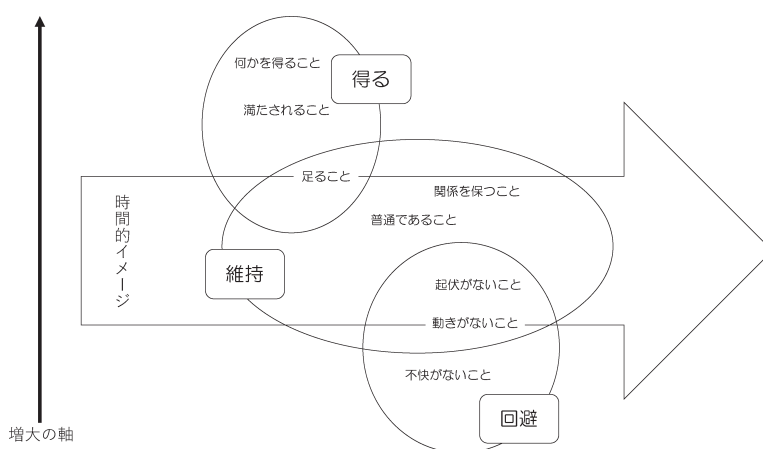 何かを得ること
得る
満たされること
足ること
関係を保つこと
時間的イメージ
普通であること
維持
起伏がないこと
動きがないこと
不快がないこと
回避
増大の軸